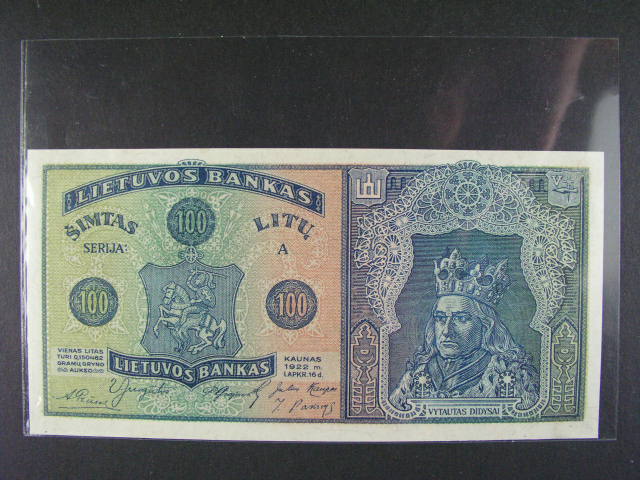 LIETUVOS BANKAS
ŠIMTAS 100 LITŲ
SERIJA: A
100 100
VIENAS LITAS
TURI 0,150462
GRAMŲ GRYNO
AUKSO
LIETUVOS BANKAS
KAUNAS
1922 m.
LAPKR. 16 d.
VYTAUTAS DIDYSAI